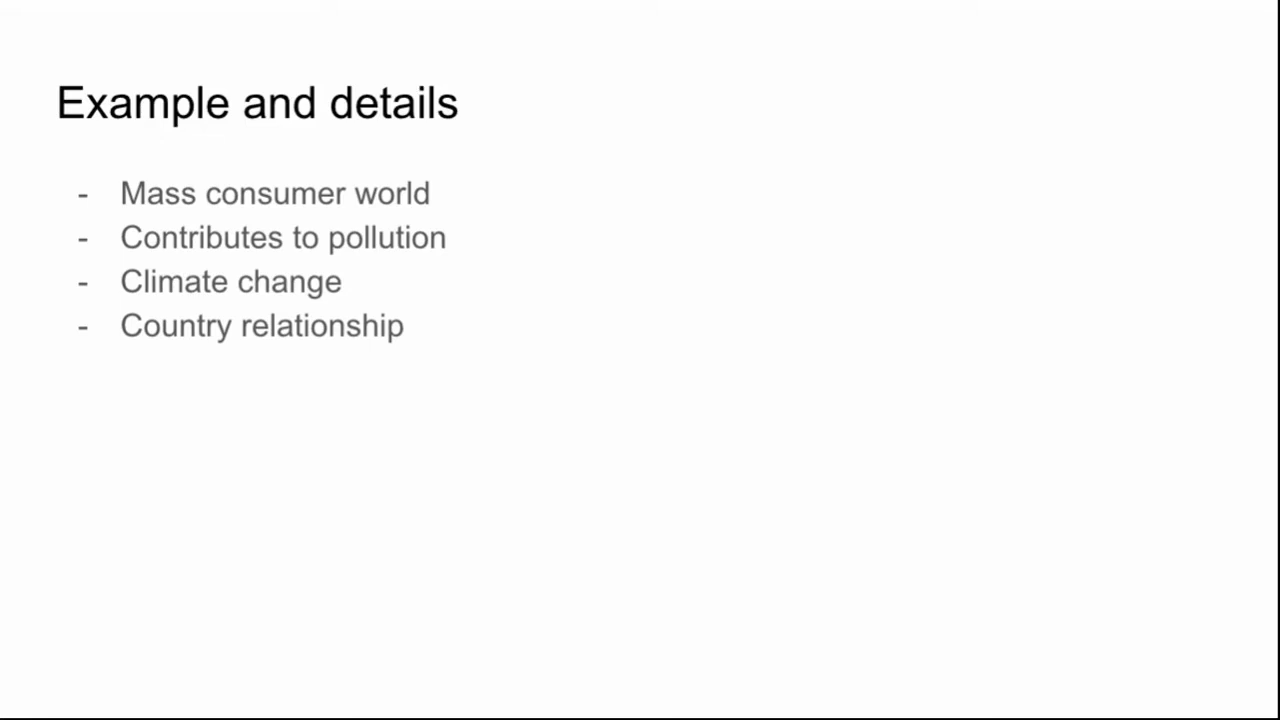 Example and details
- Mass consumer world
- Contributes to pollution
- Climate change
- Country relationship